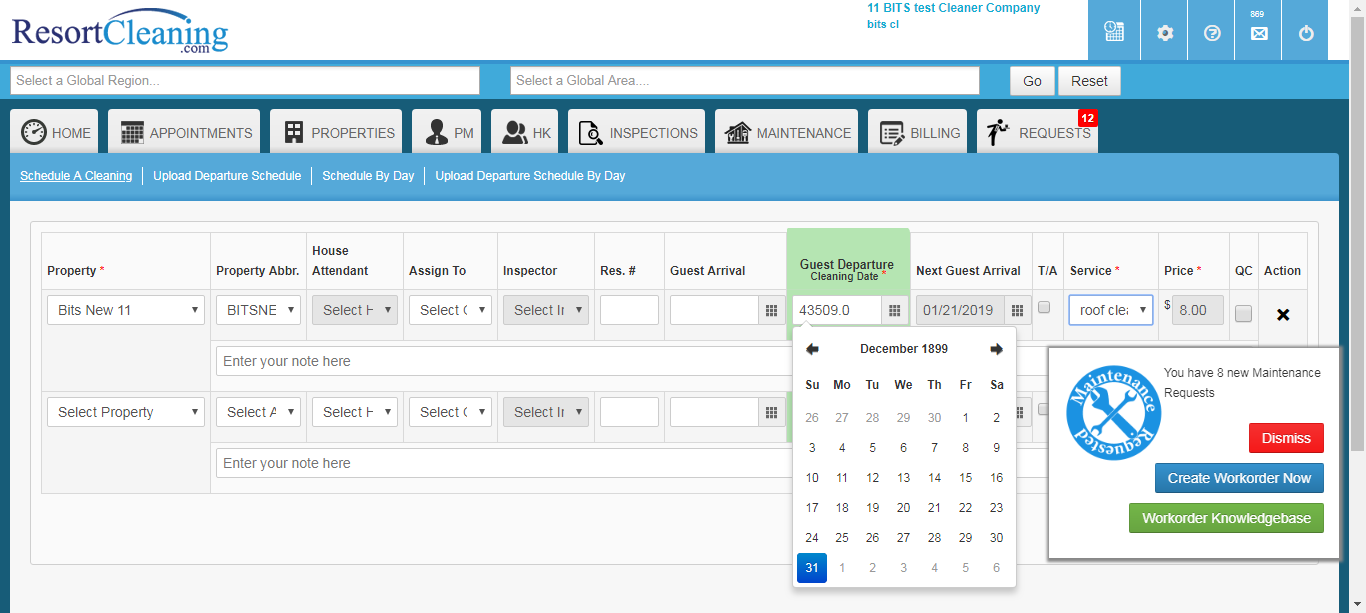 ResortCleaning
.com
11 BITS test Cleaner Company
bits cl
869
Select a Global Region...
Select a Global Area....
Go
Reset
HOME
APPOINTMENTS
PROPERTIES
PM
HK
INSPECTIONS
MAINTENANCE
BILLING
REQUESTS
12
Schedule A Cleaning
Upload Departure Schedule
Schedule By Day
Upload Departure Schedule By Day
Property *
Property Abbr.
House
Attendant
Assign To
Inspector
Res. #
Guest Arrival
Guest Departure
Cleaning Date *
Next Guest Arrival
T/A
Service *
Price *
QC
Action
Bits New 11
BITSNE
Select H
Select C
Select In
43509.0
01/21/2019
roof clea
$
8.00
Enter your note here
Select Property
Select A
Select H
Select C
Select In
Enter your note here
December 1899
Su Mo Tu We Th Fr Sa
26 27 28 29 30 1 2
3 4 5 6 7 8 9
10 11 12 13 14 15 16
17 18 19 20 21 22 23
24 25 26 27 28 29 30
31 1 2 3 4 5 6
Maintenance
Requested
You have 8 new Maintenance
Requests
Dismiss
Create Workorder Now
Workorder Knowledgebase